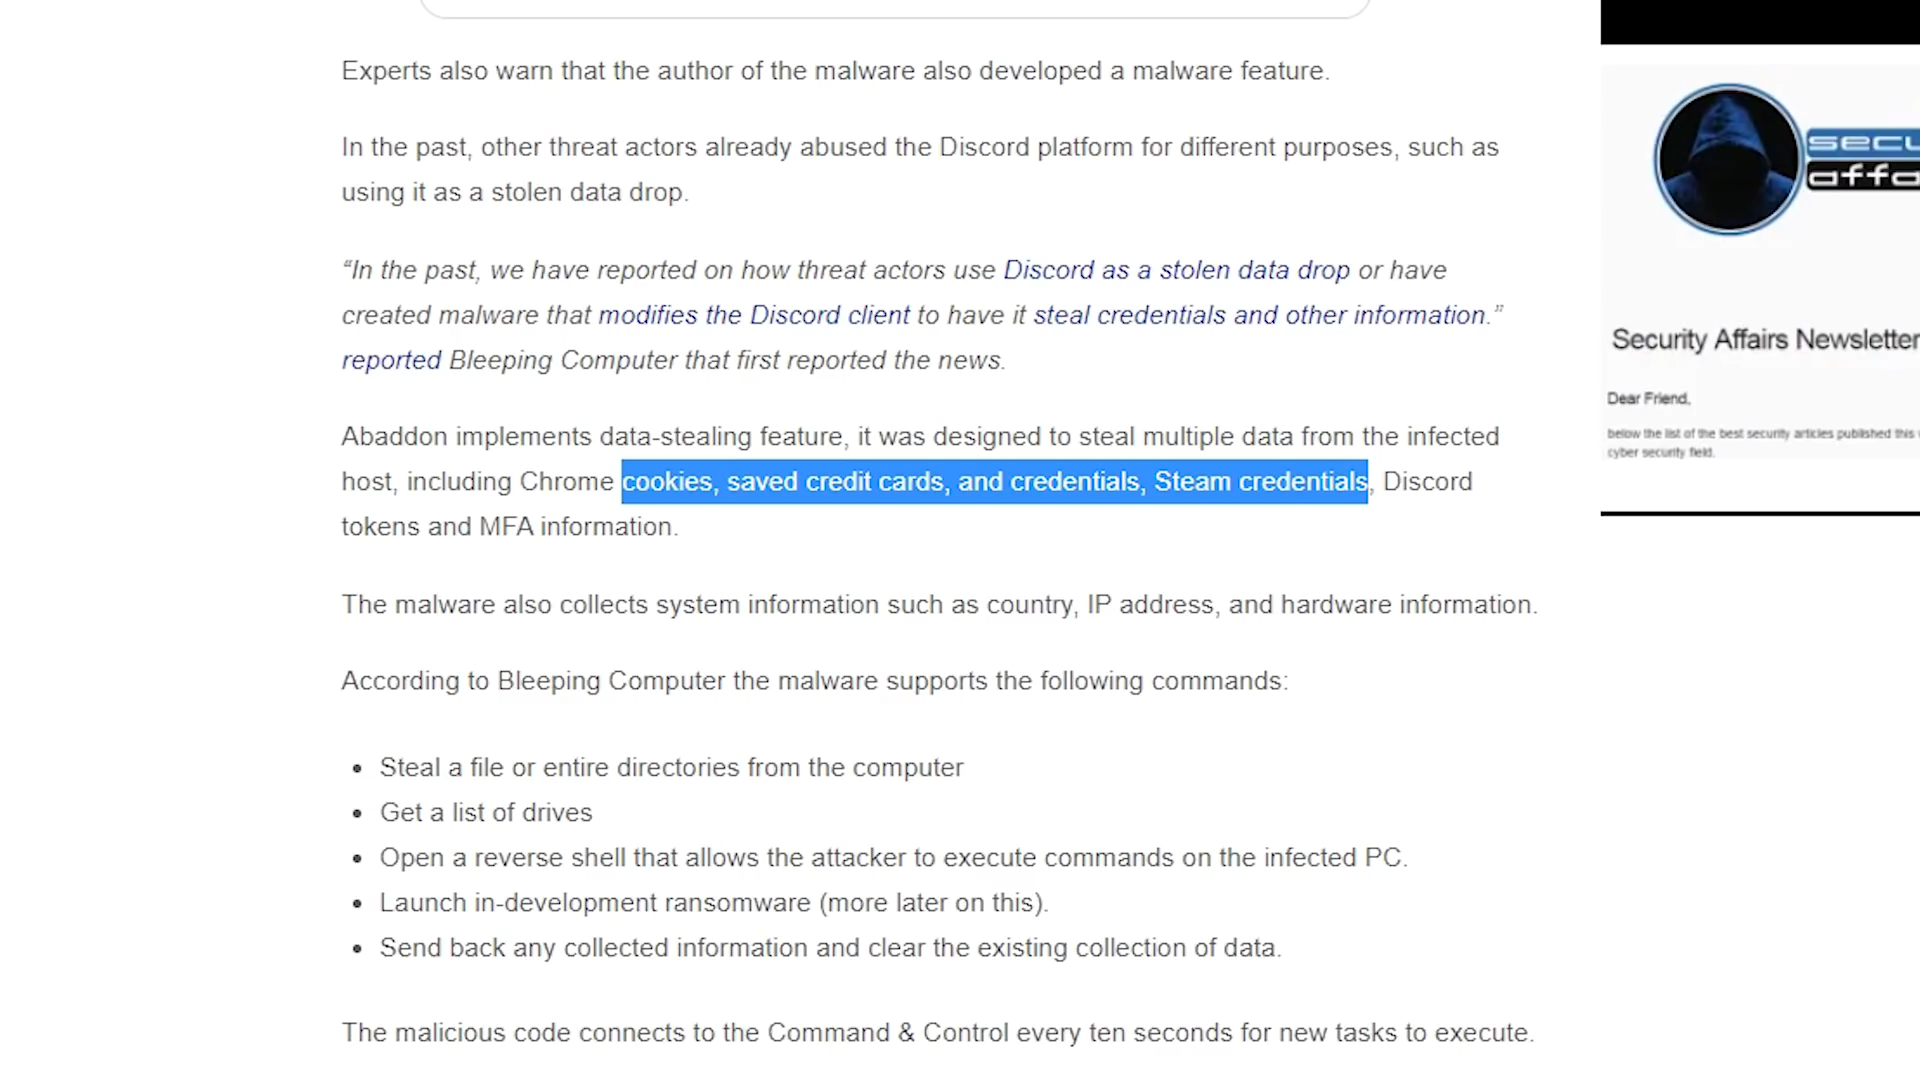 Experts also warn that the author of the malware also developed a malware feature.
In the past, other threat actors already abused the Discord platform for different purposes, such as
using it as a stolen data drop.
“In the past, we have reported on how threat actors use Discord as a stolen data drop or have
created malware that modifies the Discord client to have it steal credentials and other information.”
reported Bleeping Computer that first reported the news.
Abaddon implements data-stealing feature, it was designed to steal multiple data from the infected
host, including Chrome cookies, saved credit cards, and credentials, Steam credentials, Discord
tokens and MFA information.
The malware also collects system information such as country, IP address, and hardware information.
According to Bleeping Computer the malware supports the following commands:
• Steal a file or entire directories from the computer
• Get a list of drives
• Open a reverse shell that allows the attacker to execute commands on the infected PC.
• Launch in-development ransomware (more later on this).
• Send back any collected information and clear the existing collection of data.
The malicious code connects to the Command & Control every ten seconds for new tasks to execute.
secu
affa
Security Affairs Newsletter
Dear Friend,
below the list of the best security articles published this
cyber security field.